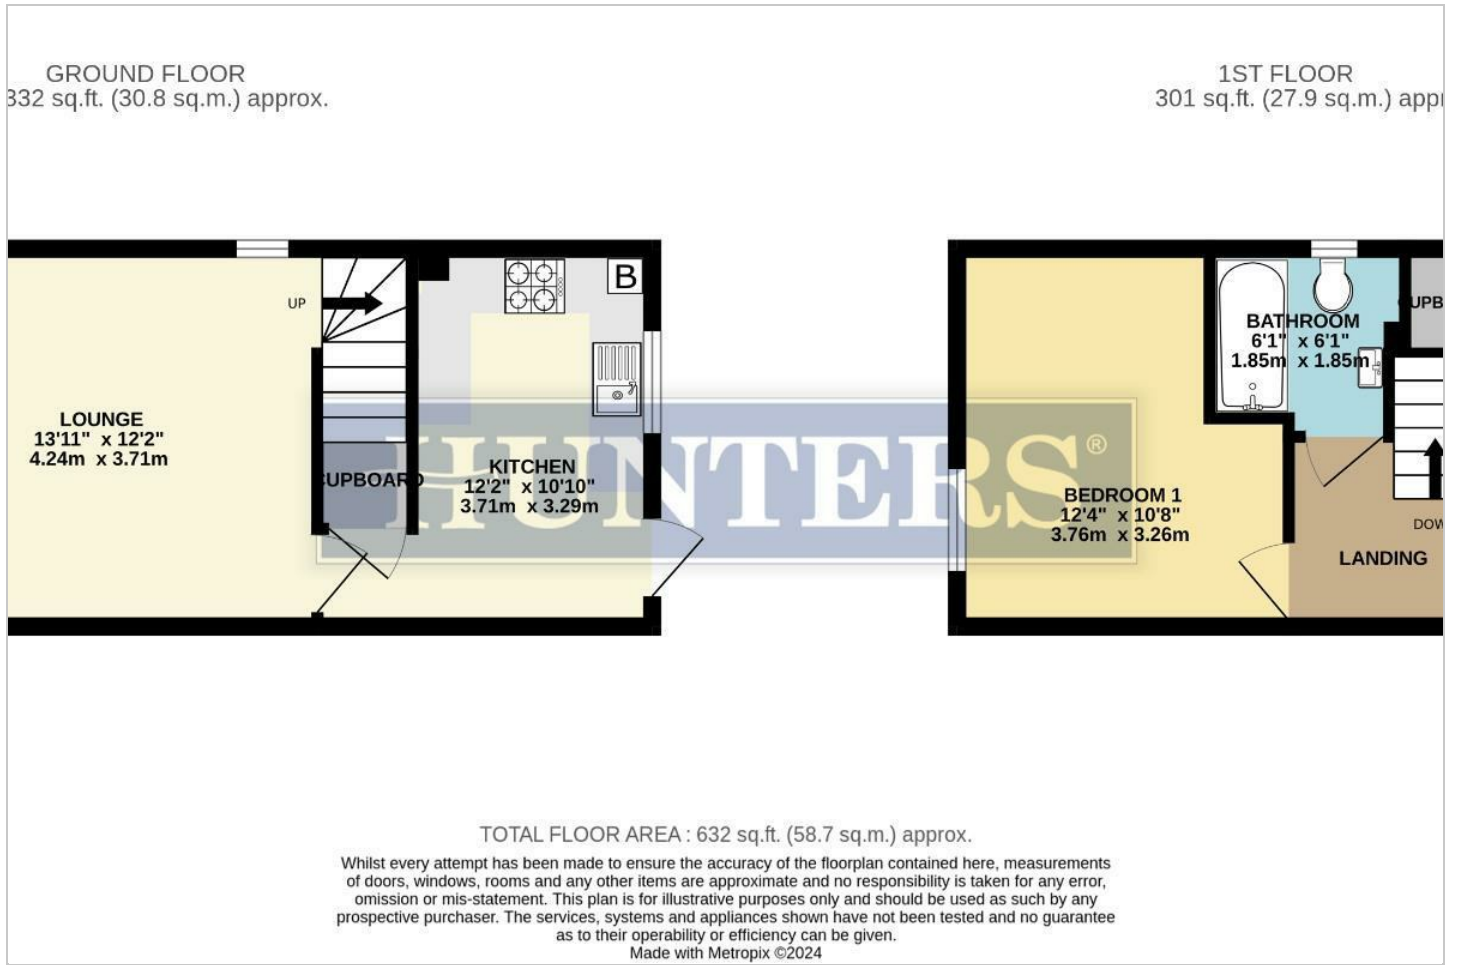 GROUND FLOOR
332 sq.ft. (30.8 sq.m.) approx.
1ST FLOOR
301 sq.ft. (27.9 sq.m.)
UP
LOUNGE
13'11" x 12'2"
4.24m x 3.71m
CUPBOARD
B
KITCHEN
12'2" x 10'10"
3.71m x 3.29m
HUNTERS®
BEDROOM 1
12'4" x 10'8"
3.76m x 3.26m
BATHROOM
6'1" x 6'1"
1.85m x 1.85m
LANDING
TOTAL FLOOR AREA : 632 sq.ft. (58.7 sq.m.) approx.
Whilst every attempt has been made to ensure the accuracy of the floorplan contained here, measurements
of doors, windows, rooms and any other items are approximate and no responsibility is taken for any error,
omission or mis-statement. This plan is for illustrative purposes only and should be used as such by any
prospective purchaser. The services, systems and appliances shown have not been tested and no guarantee
as to their operability or efficiency can be given.
Made with Metropix ©2024